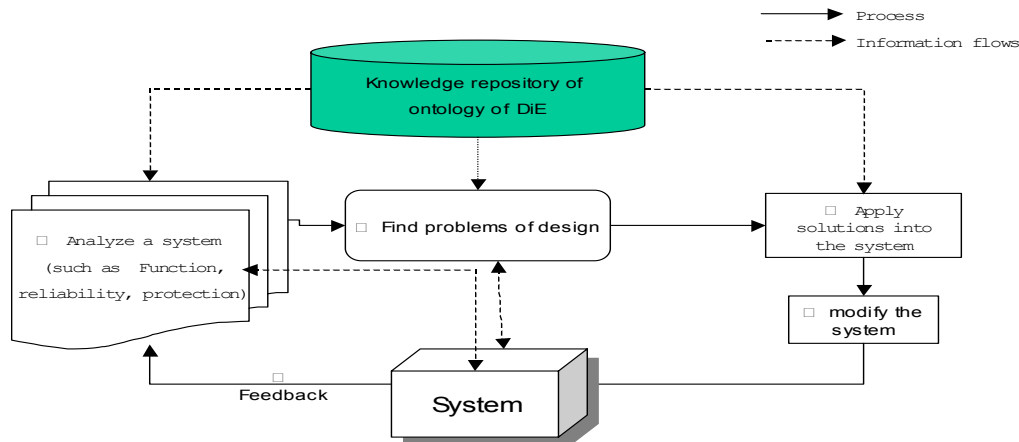 Process
Information flows
Knowledge repository of
ontology of DiE
□ Analyze a system
(such as Function,
reliability, protection)
□ Find problems of design
□ Apply
solutions into
the system
□ modify the
system
□
Feedback
System